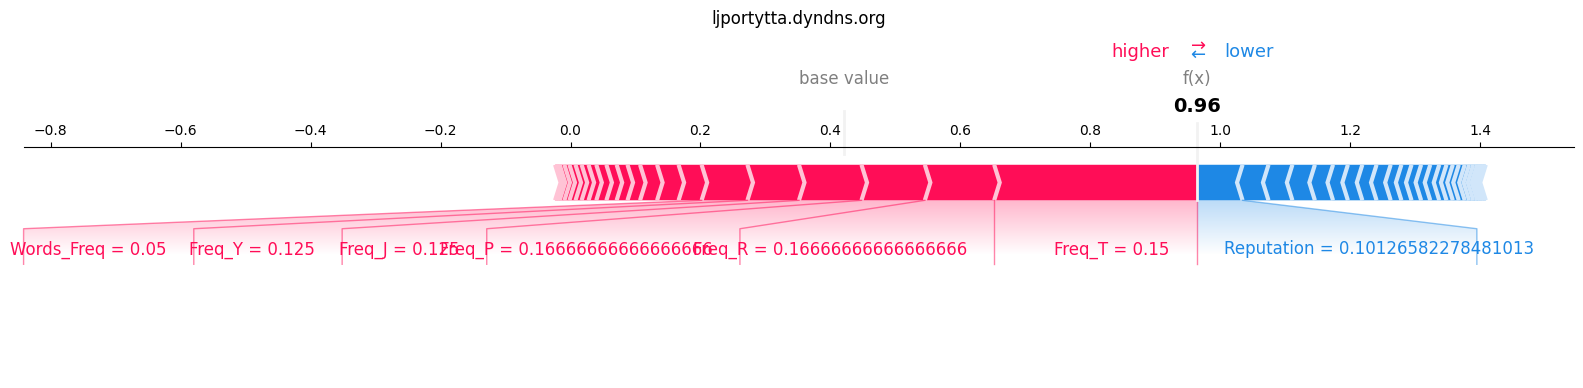 ljportytta.dyndns.org
higher → ← lower
base value f(x)
0.96
−0.8 −0.6 −0.4 −0.2 0.0 0.2 0.4 0.6 0.8 1.0 1.2 1.4
Words_Freq = 0.05 Freq_Y = 0.125 Freq_J = 0.125 Freq_P = 0.16666666666666666 Freq_R = 0.16666666666666666 Freq_T = 0.15 Reputation = 0.10126582278481013